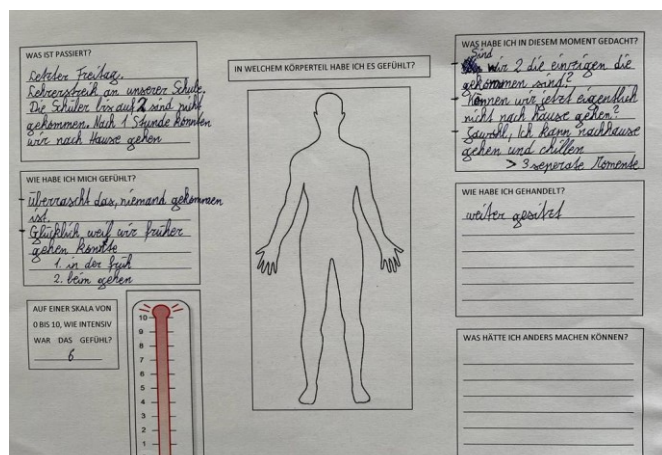 WAS IST PASSIERT?
Letzter Freitag.
Lehrerstreik an unserer Schule.
Die Schüler bis auf 2 sind nicht
gekommen. Nach 1 Stunde konnten
wir nach Hause gehen
WIE HABE ICH MICH GEFÜHLT?
- überrascht das, niemand gekommen
ist.
- Glücklich weil wir früher
gehen konnte
1. in der früh
2. beim gehen
AUF EINER SKALA VON
0 BIS 10, WIE INTENSIV
WAR DAS GEFÜHL?
6
10
9
8
7
6
5
4
3
2
1
IN WELCHEM KÖRPERTEIL HABE ICH ES GEFÜHLT?
WAS HABE ICH IN DIESEM MOMENT GEDACHT?
Sind
- wir 2 die einzigen die
gekommen sind?
- Können wir jetzt eigentlich
nicht nach hause gehen?
- Jawohl, Ich kann nachhause
gehen und chillen
> 3 seperate Momente
WIE HABE ICH GEHANDELT?
weiter gesitzt
WAS HÄTTE ICH ANDERS MACHEN KÖNNEN?